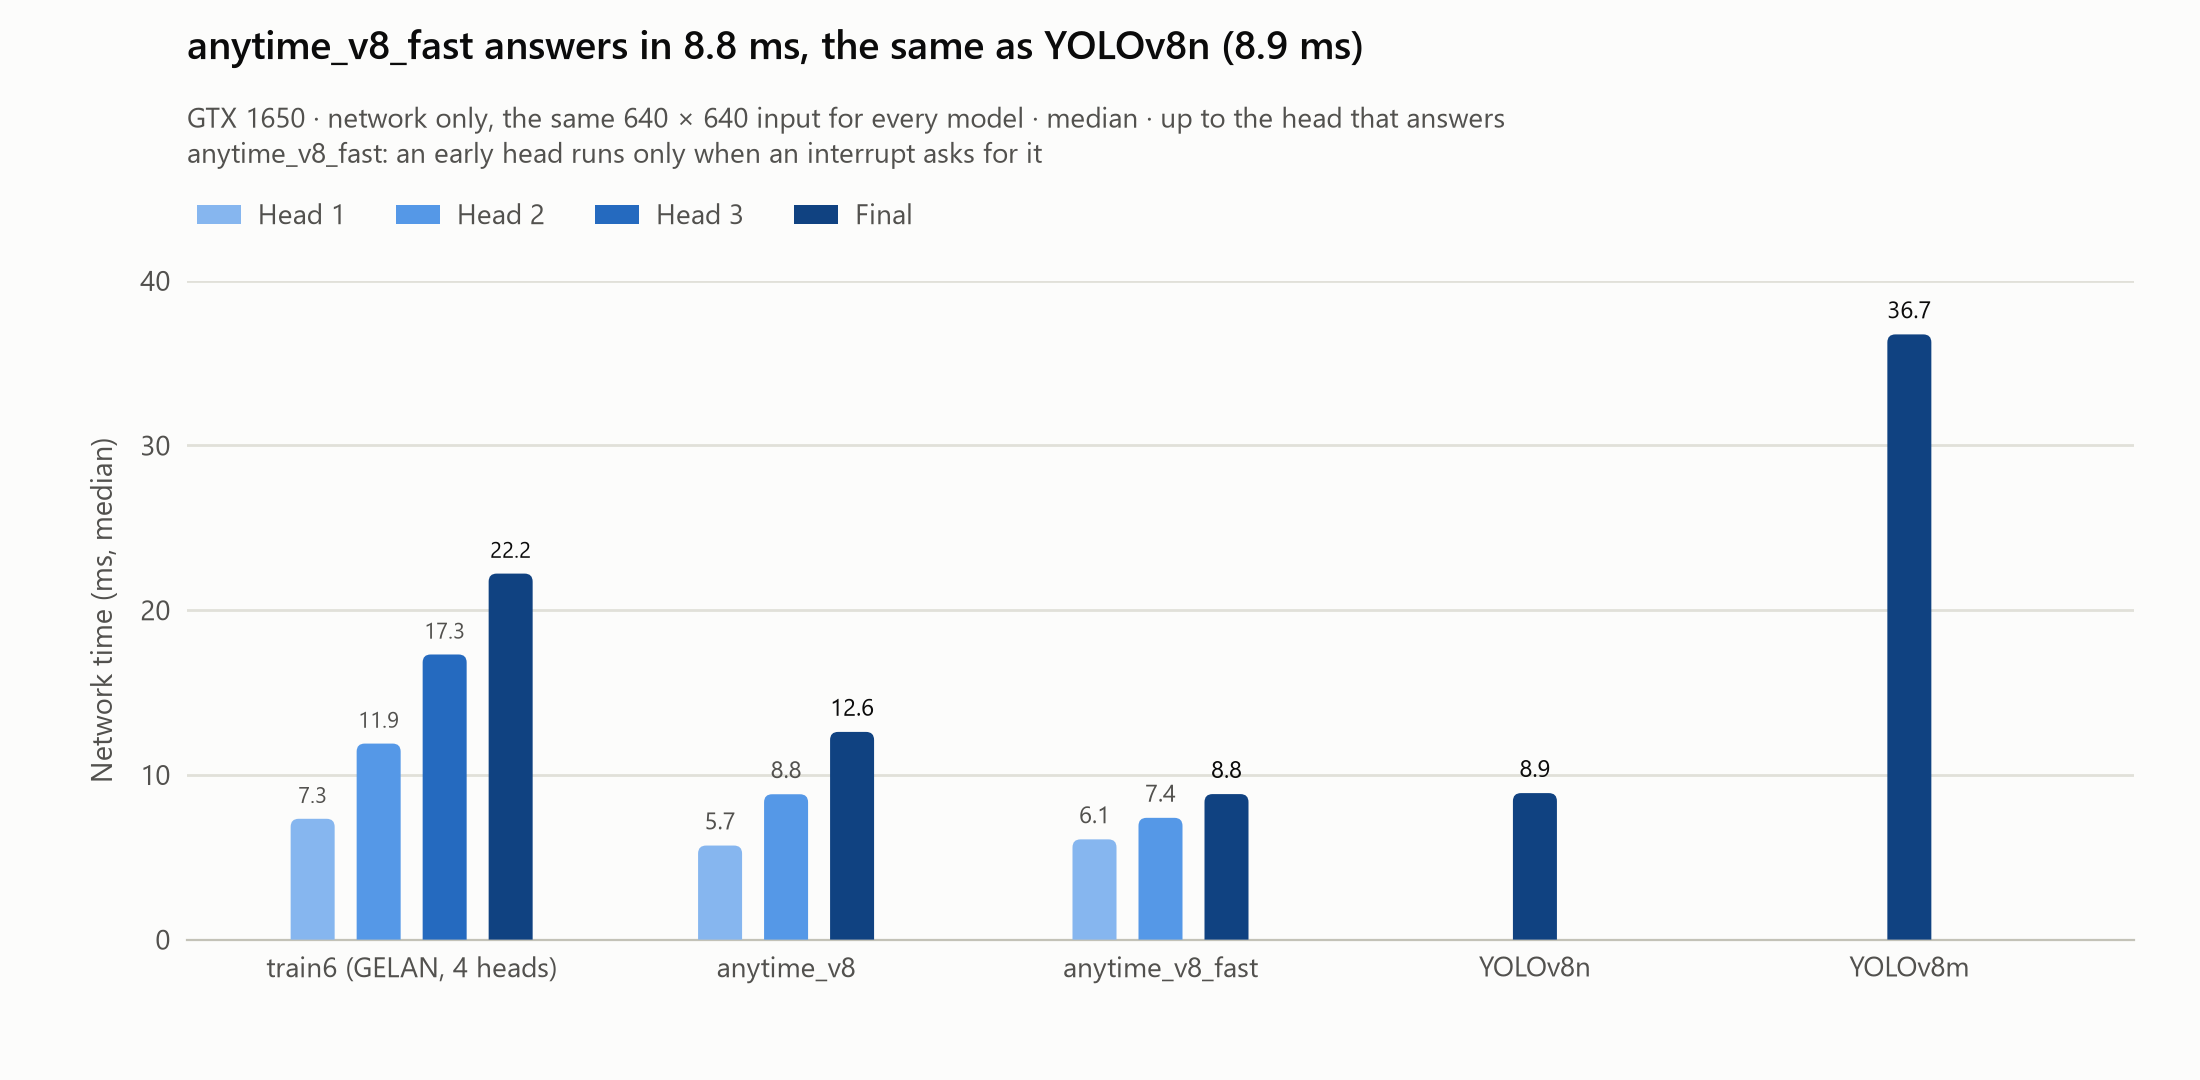 anytime_v8_fast answers in 8.8 ms, the same as YOLOv8n (8.9 ms)
GTX 1650 · network only, the same 640 × 640 input for every model · median · up to the head that answers
anytime_v8_fast: an early head runs only when an interrupt asks for it
Head 1 Head 2 Head 3 Final
Network time (ms, median)
40
30
20
10
0
7.3
11.9
17.3
22.2
5.7
8.8
12.6
6.1
7.4
8.8
8.9
36.7
train6 (GELAN, 4 heads)
anytime_v8
anytime_v8_fast
YOLOv8n
YOLOv8m